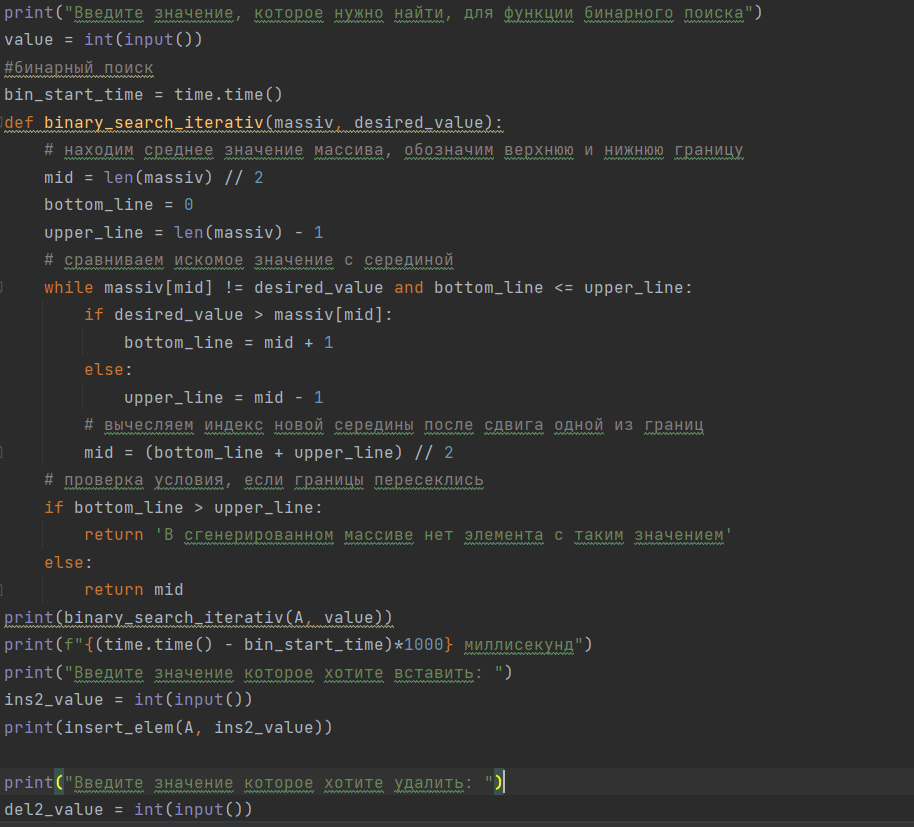 print("Введите значение, которое нужно найти, для функции бинарного поиска")
value = int(input())
#бинарный поиск
bin_start_time = time.time()
def binary_search_iterativ(massiv, desired_value):
    # находим среднее значение массива, обозначим верхнюю и нижнюю границу
    mid = len(massiv) // 2
    bottom_line = 0
    upper_line = len(massiv) - 1
    # сравниваем искомое значение с серединой
    while massiv[mid] != desired_value and bottom_line <= upper_line:
        if desired_value > massiv[mid]:
            bottom_line = mid + 1
        else:
            upper_line = mid - 1
        # вычесляем индекс новой середины после сдвига одной из границ
        mid = (bottom_line + upper_line) // 2
    # проверка условия, если границы пересеклись
    if bottom_line > upper_line:
        return 'В сгенерированном массиве нет элемента с таким значением'
    else:
        return mid
print(binary_search_iterativ(A, value))
print(f"{(time.time() - bin_start_time)*1000} миллисекунд")
print("Введите значение которое хотите вставить: ")
ins2_value = int(input())
print(insert_elem(A, ins2_value))

print("Введите значение которое хотите удалить: ")
del2_value = int(input())